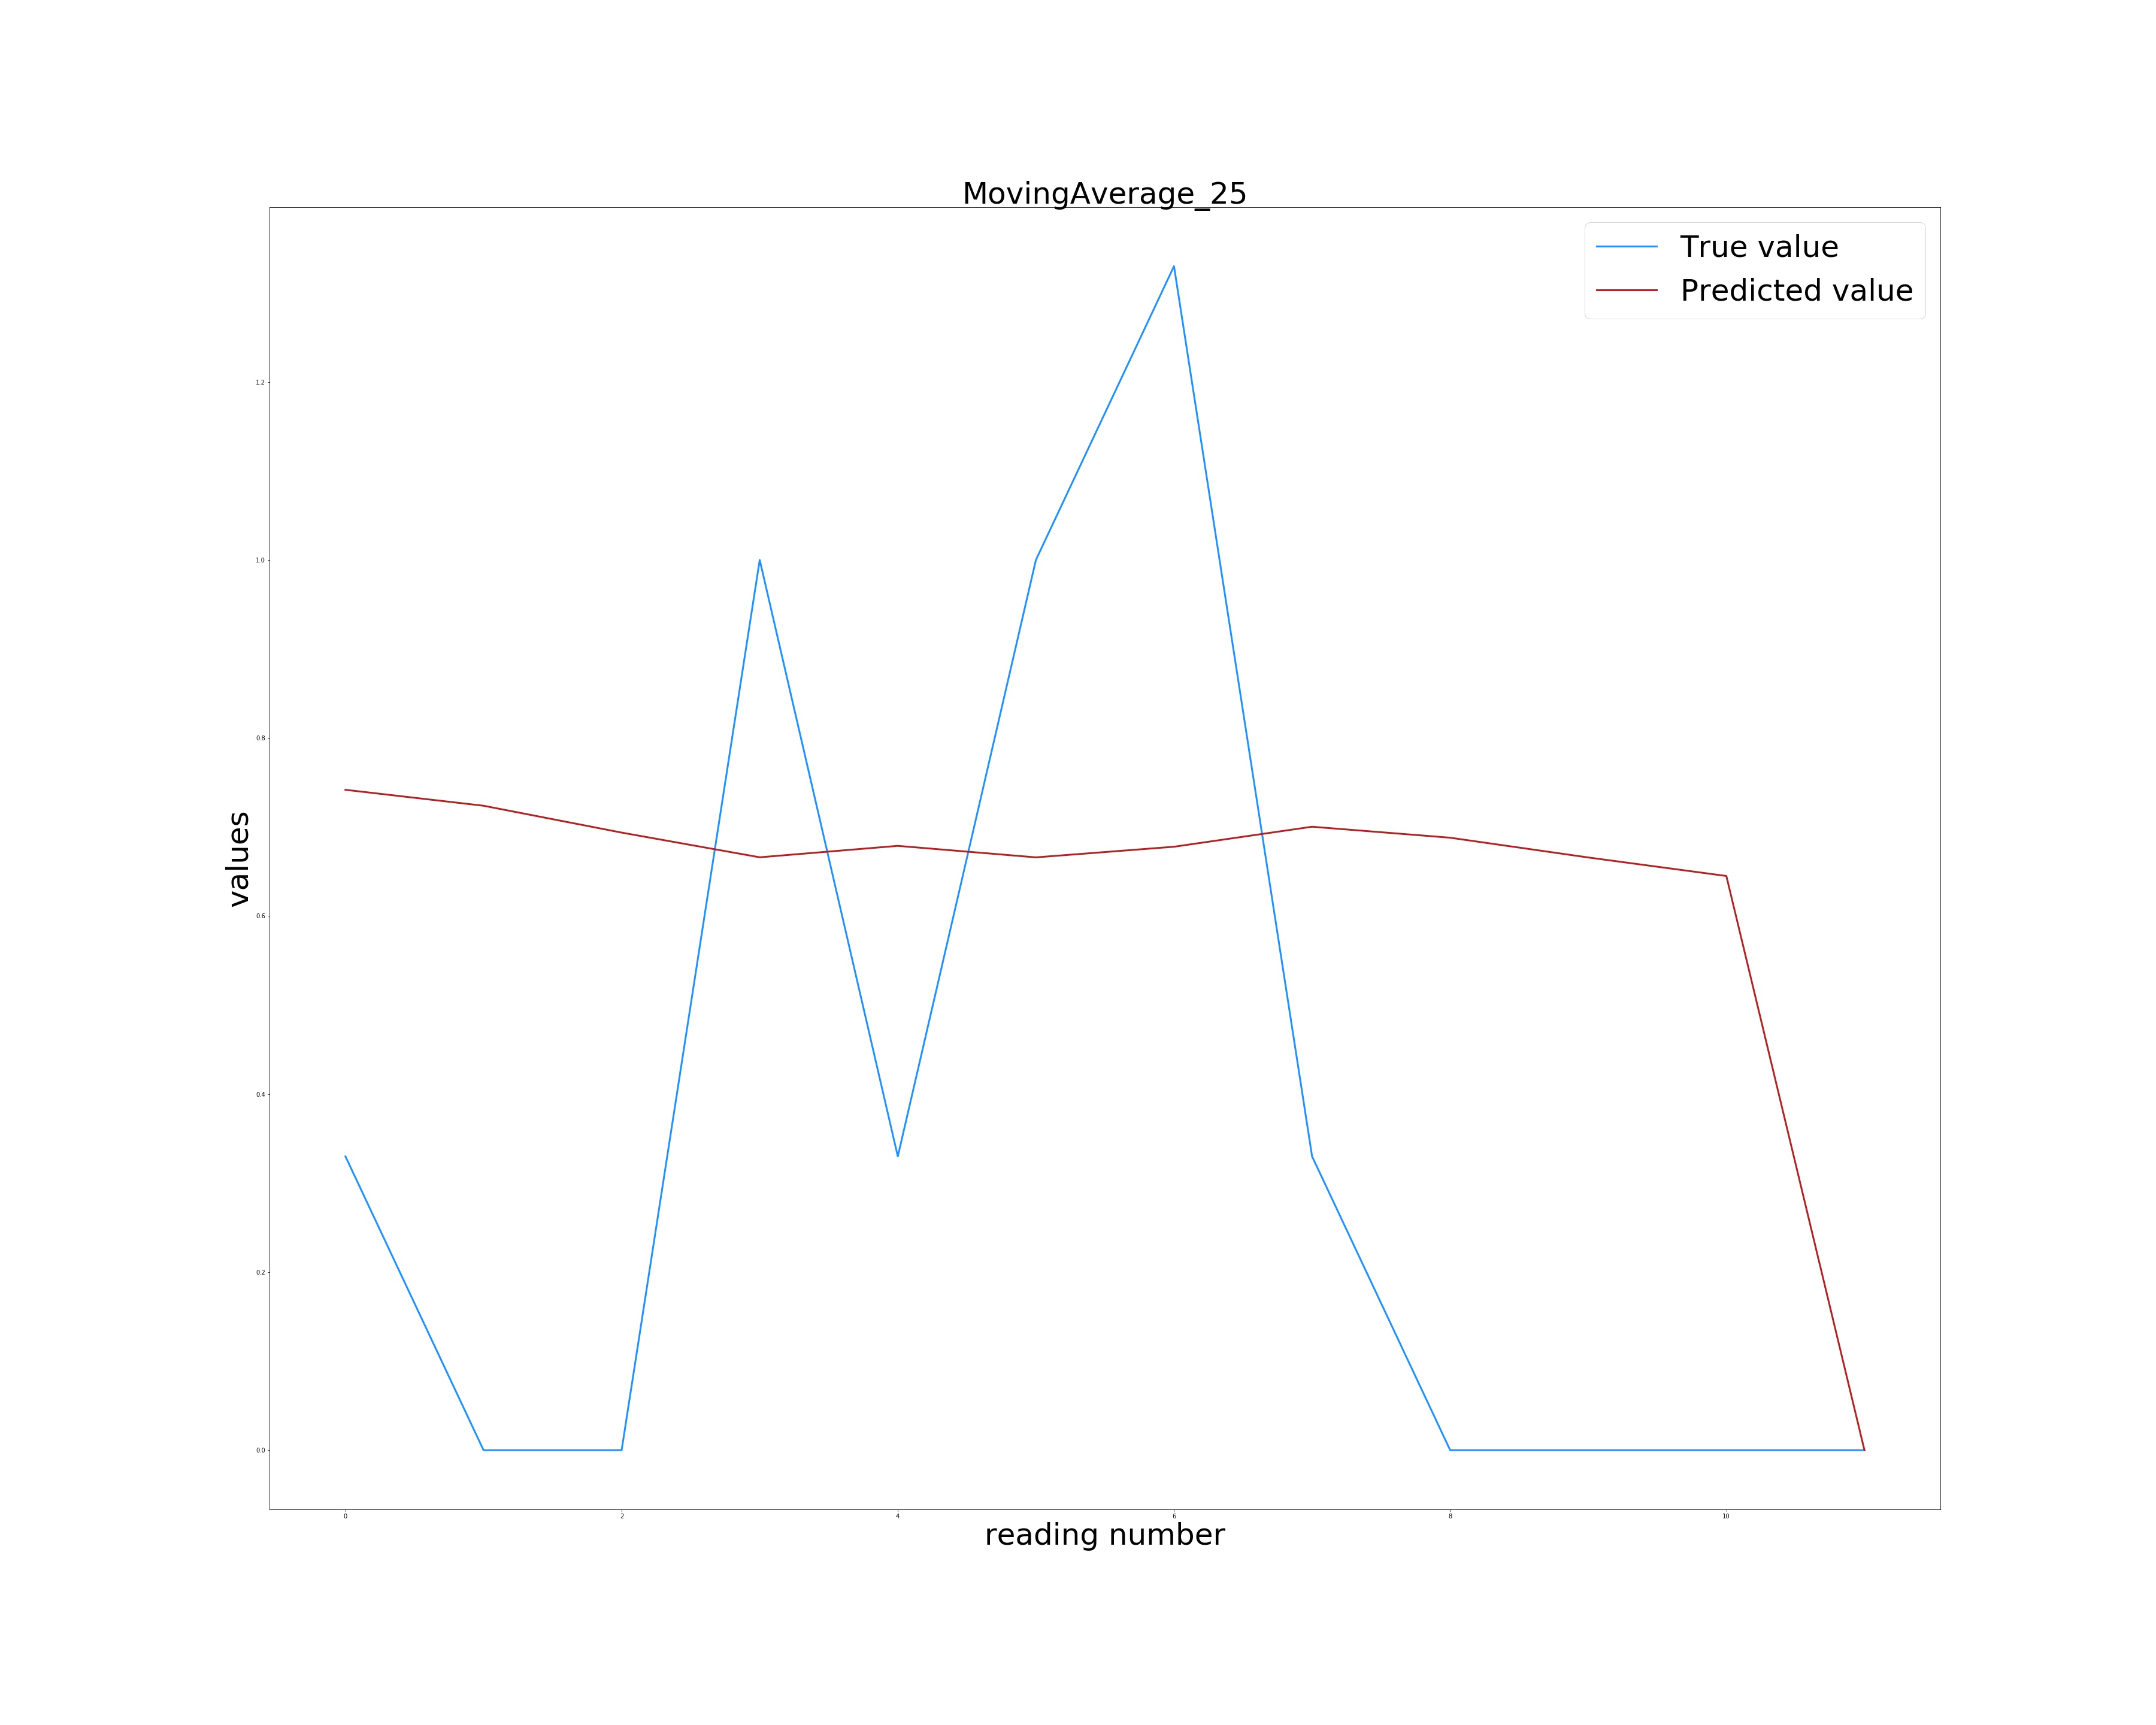 MovingAverage_25
True value
Predicted value
1.2
1.0
0.8
0.6
0.4
0.2
0.0
values
0 2 4 6 8 10
reading number